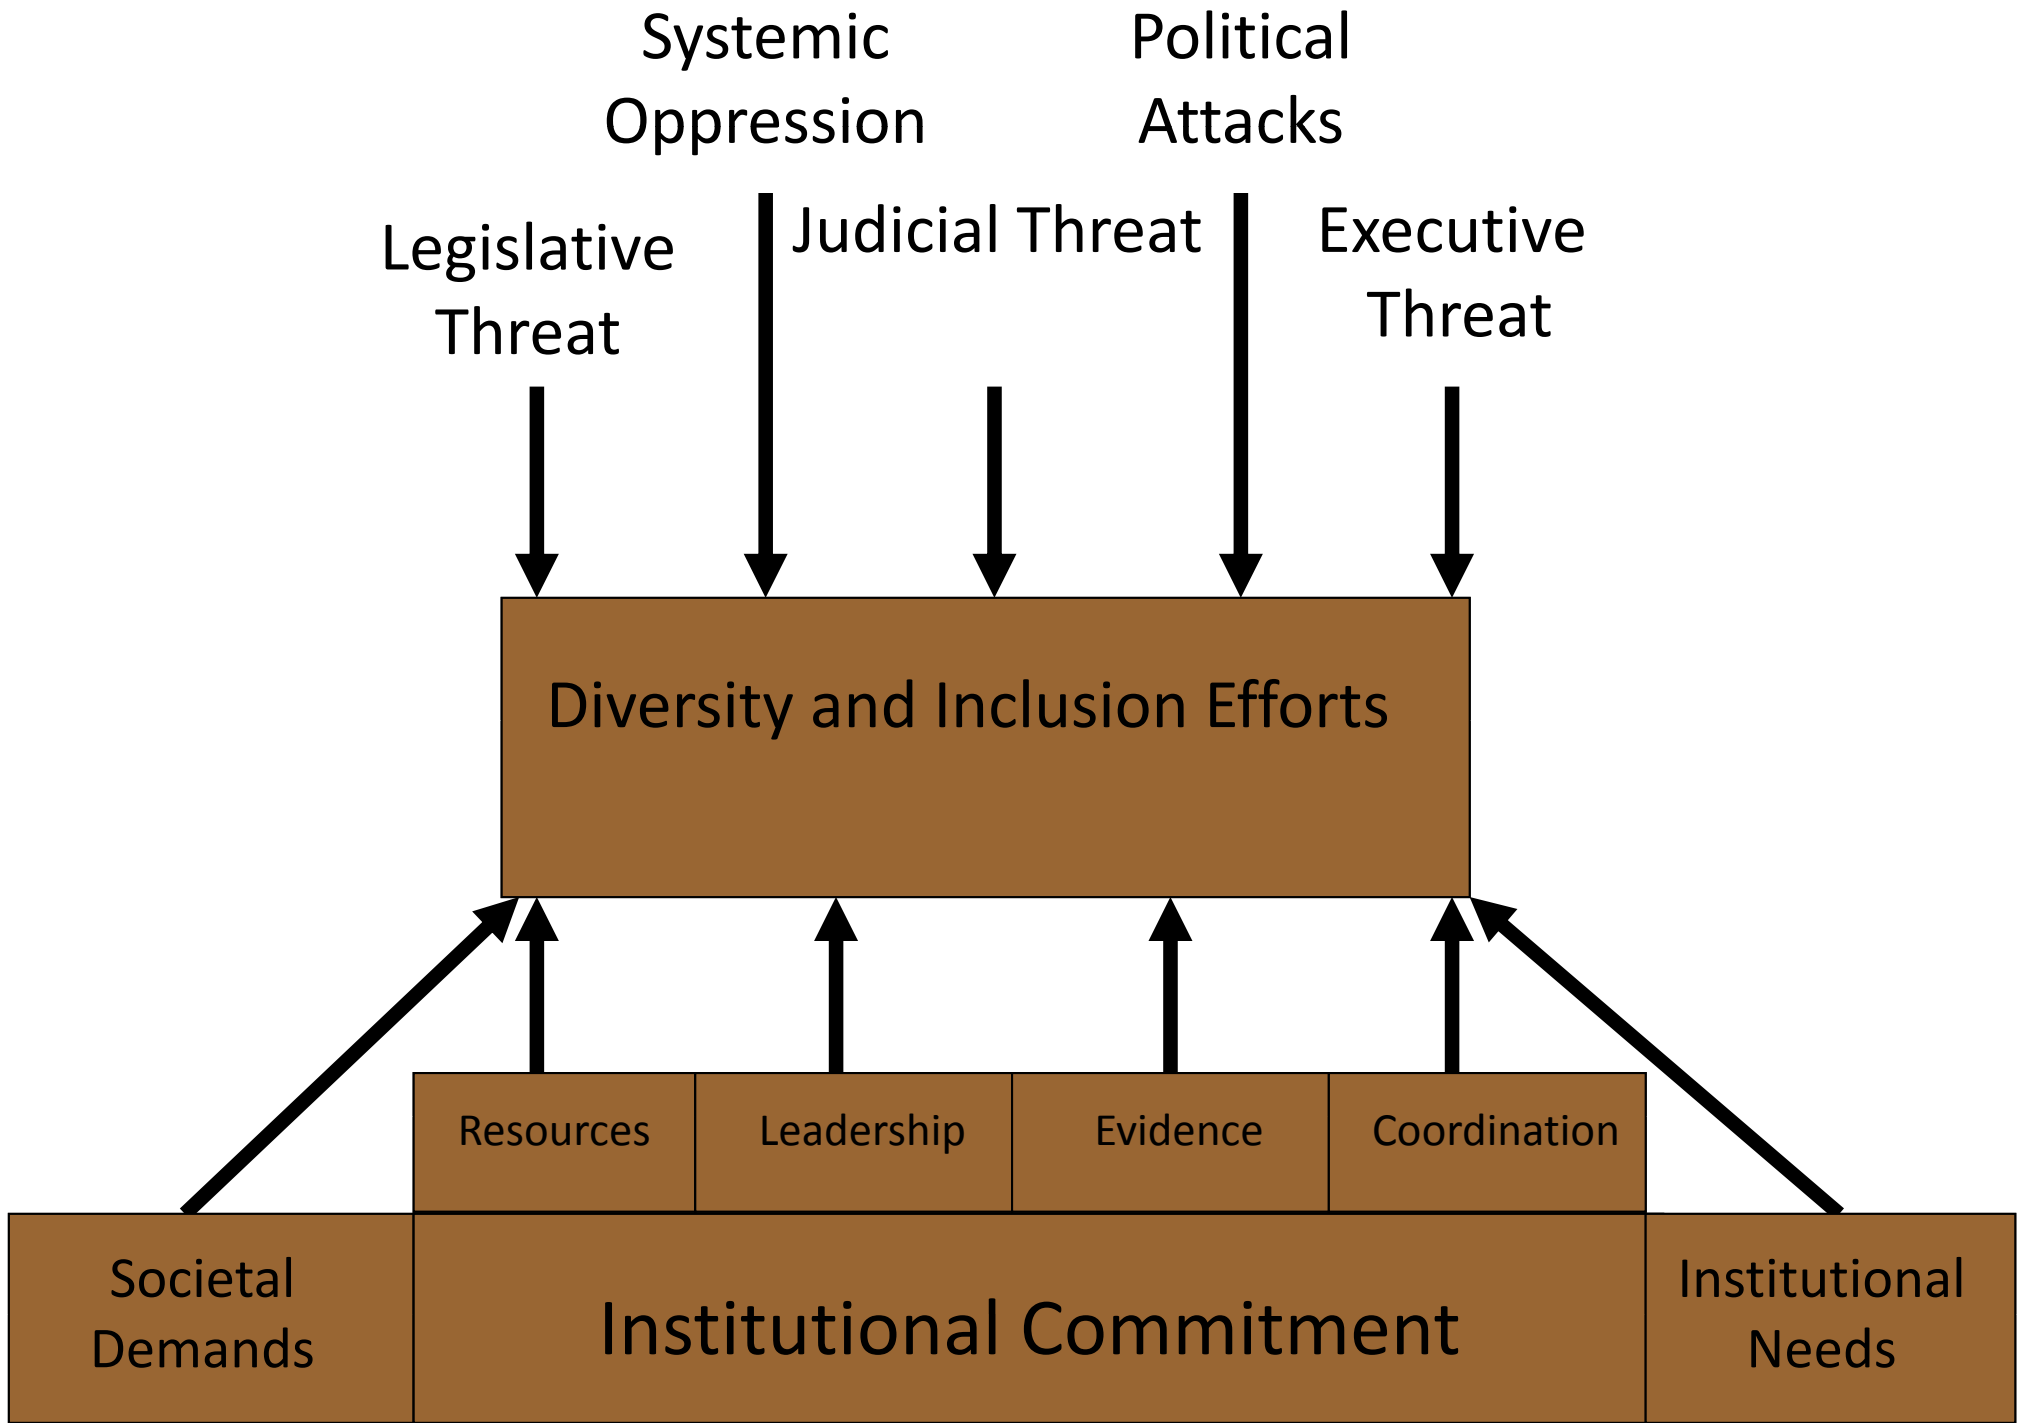 Systemic
Oppression
Political
Attacks
Legislative
Threat
Judicial Threat
Executive
Threat
Diversity and Inclusion Efforts
Resources
Leadership
Evidence
Coordination
Societal
Demands
Institutional Commitment
Institutional
Needs